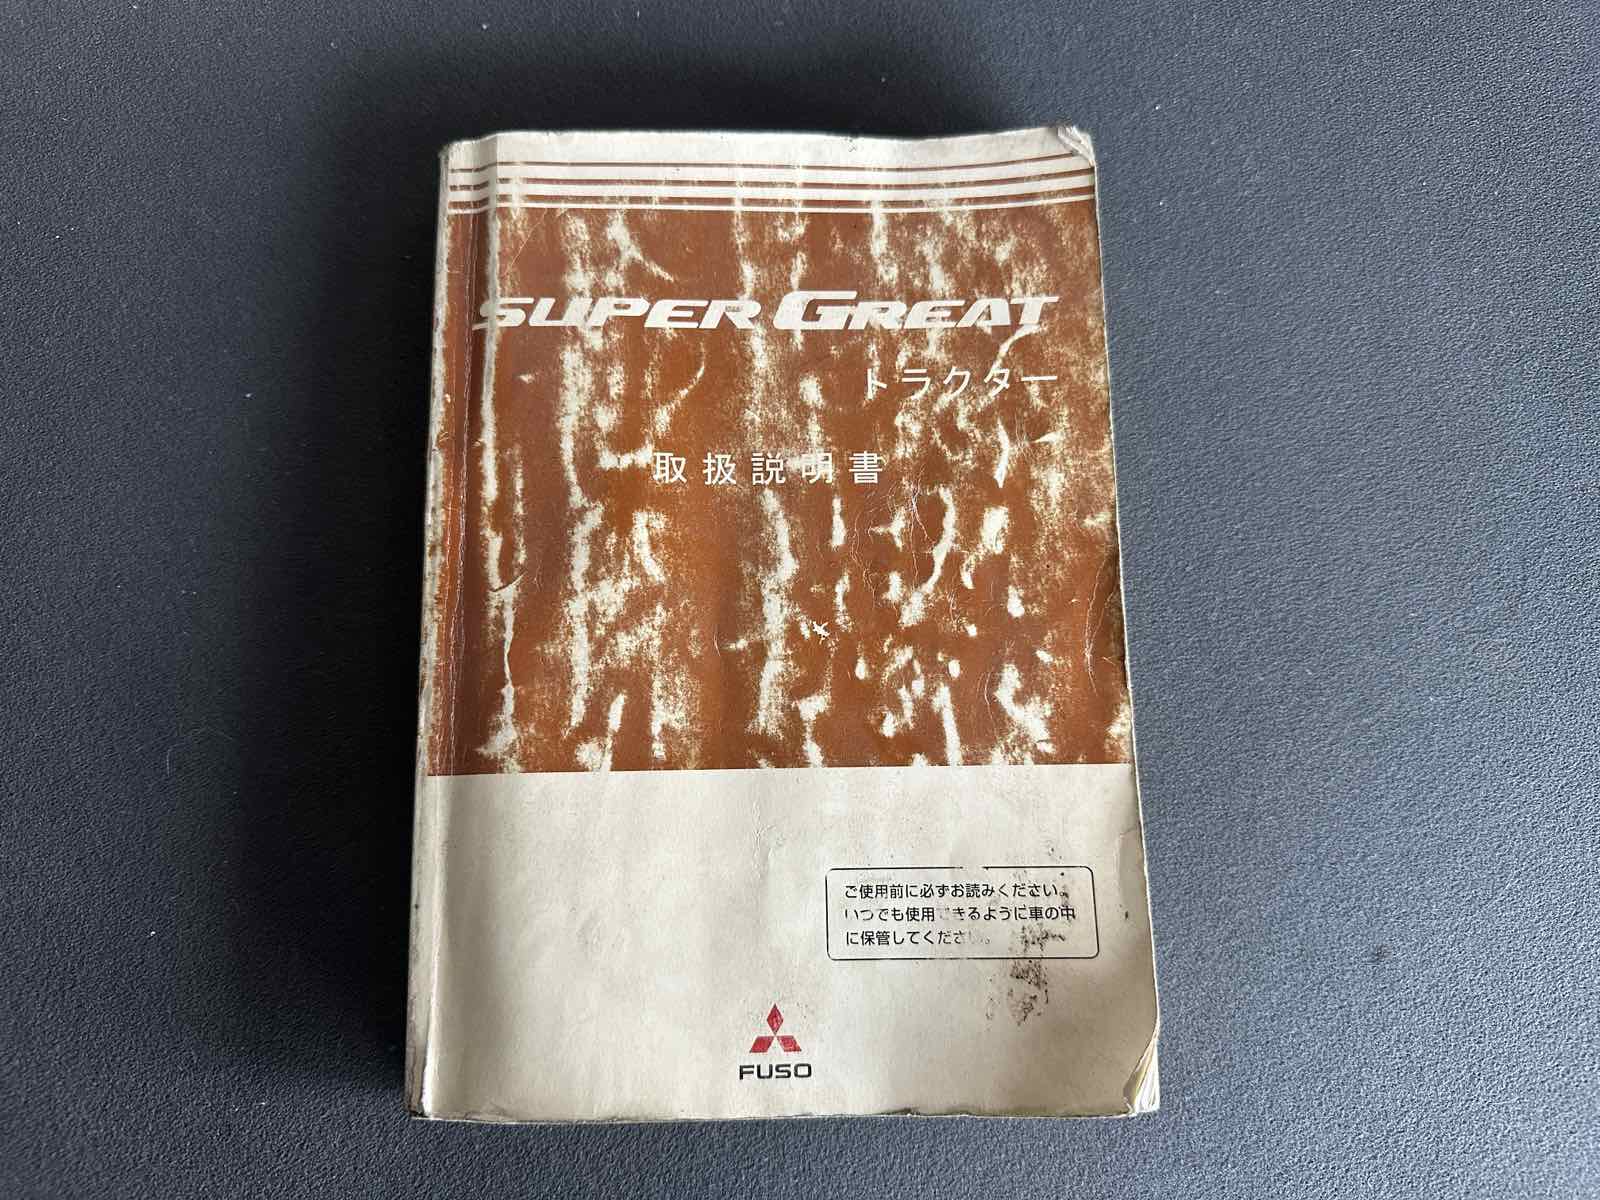 SUPER GREAT
トラクター
取扱説明書
ご使用前に必ずお読みください。
いつでも使用できるように車の中
に保管してください。
FUSO